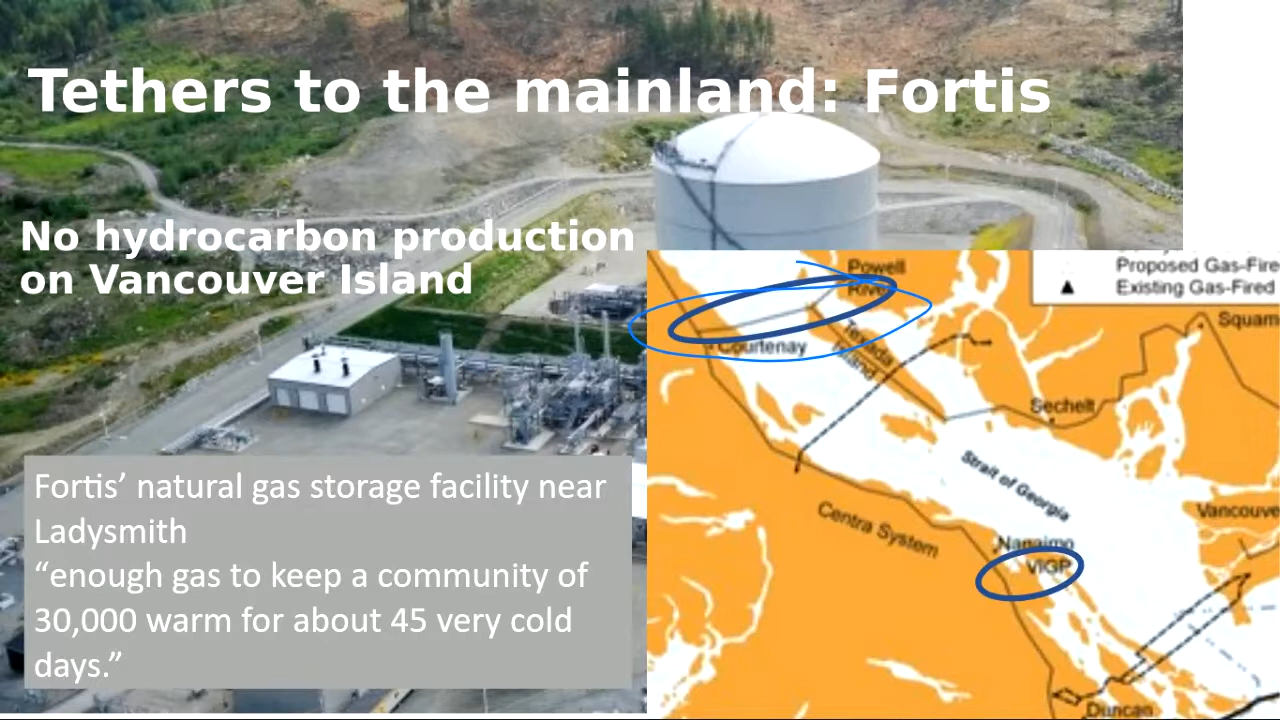 Tethers to the mainland: Fortis
No hydrocarbon production
on Vancouver Island
Fortis’ natural gas storage facility near
Ladysmith
“enough gas to keep a community of
30,000 warm for about 45 very cold
days.”
Proposed Gas-Fire
Existing Gas-Fired
Powell
River
Squam
Courtenay
Texada
Island
Sechelt
Strait of Georgia
Vancouve
Centra System
Nanaimo
VIGP
Duncan